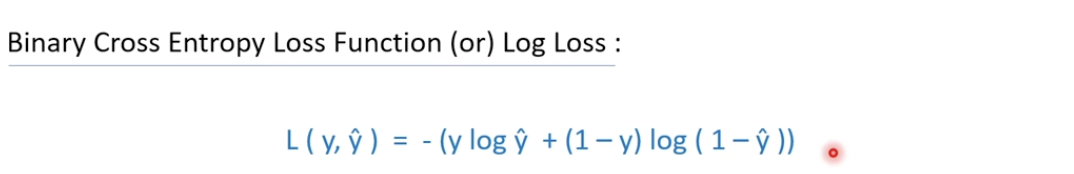 Binary Cross Entropy Loss Function (or) Log Loss :
L ( y, ŷ ) = - (y log ŷ + (1 – y) log ( 1 – ŷ ))